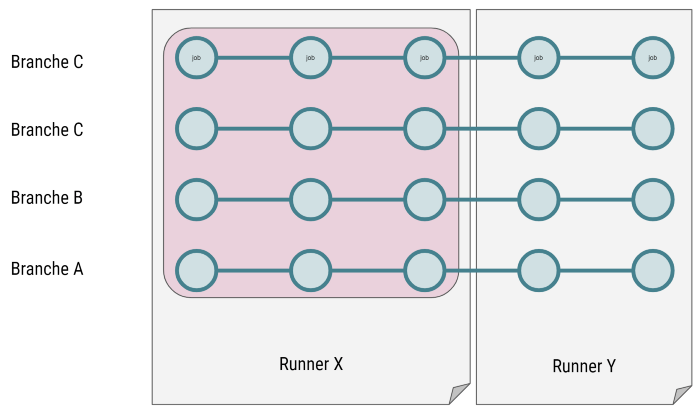 Branche C
job job job job job
Branche C
Branche B
Branche A
Runner X
Runner Y